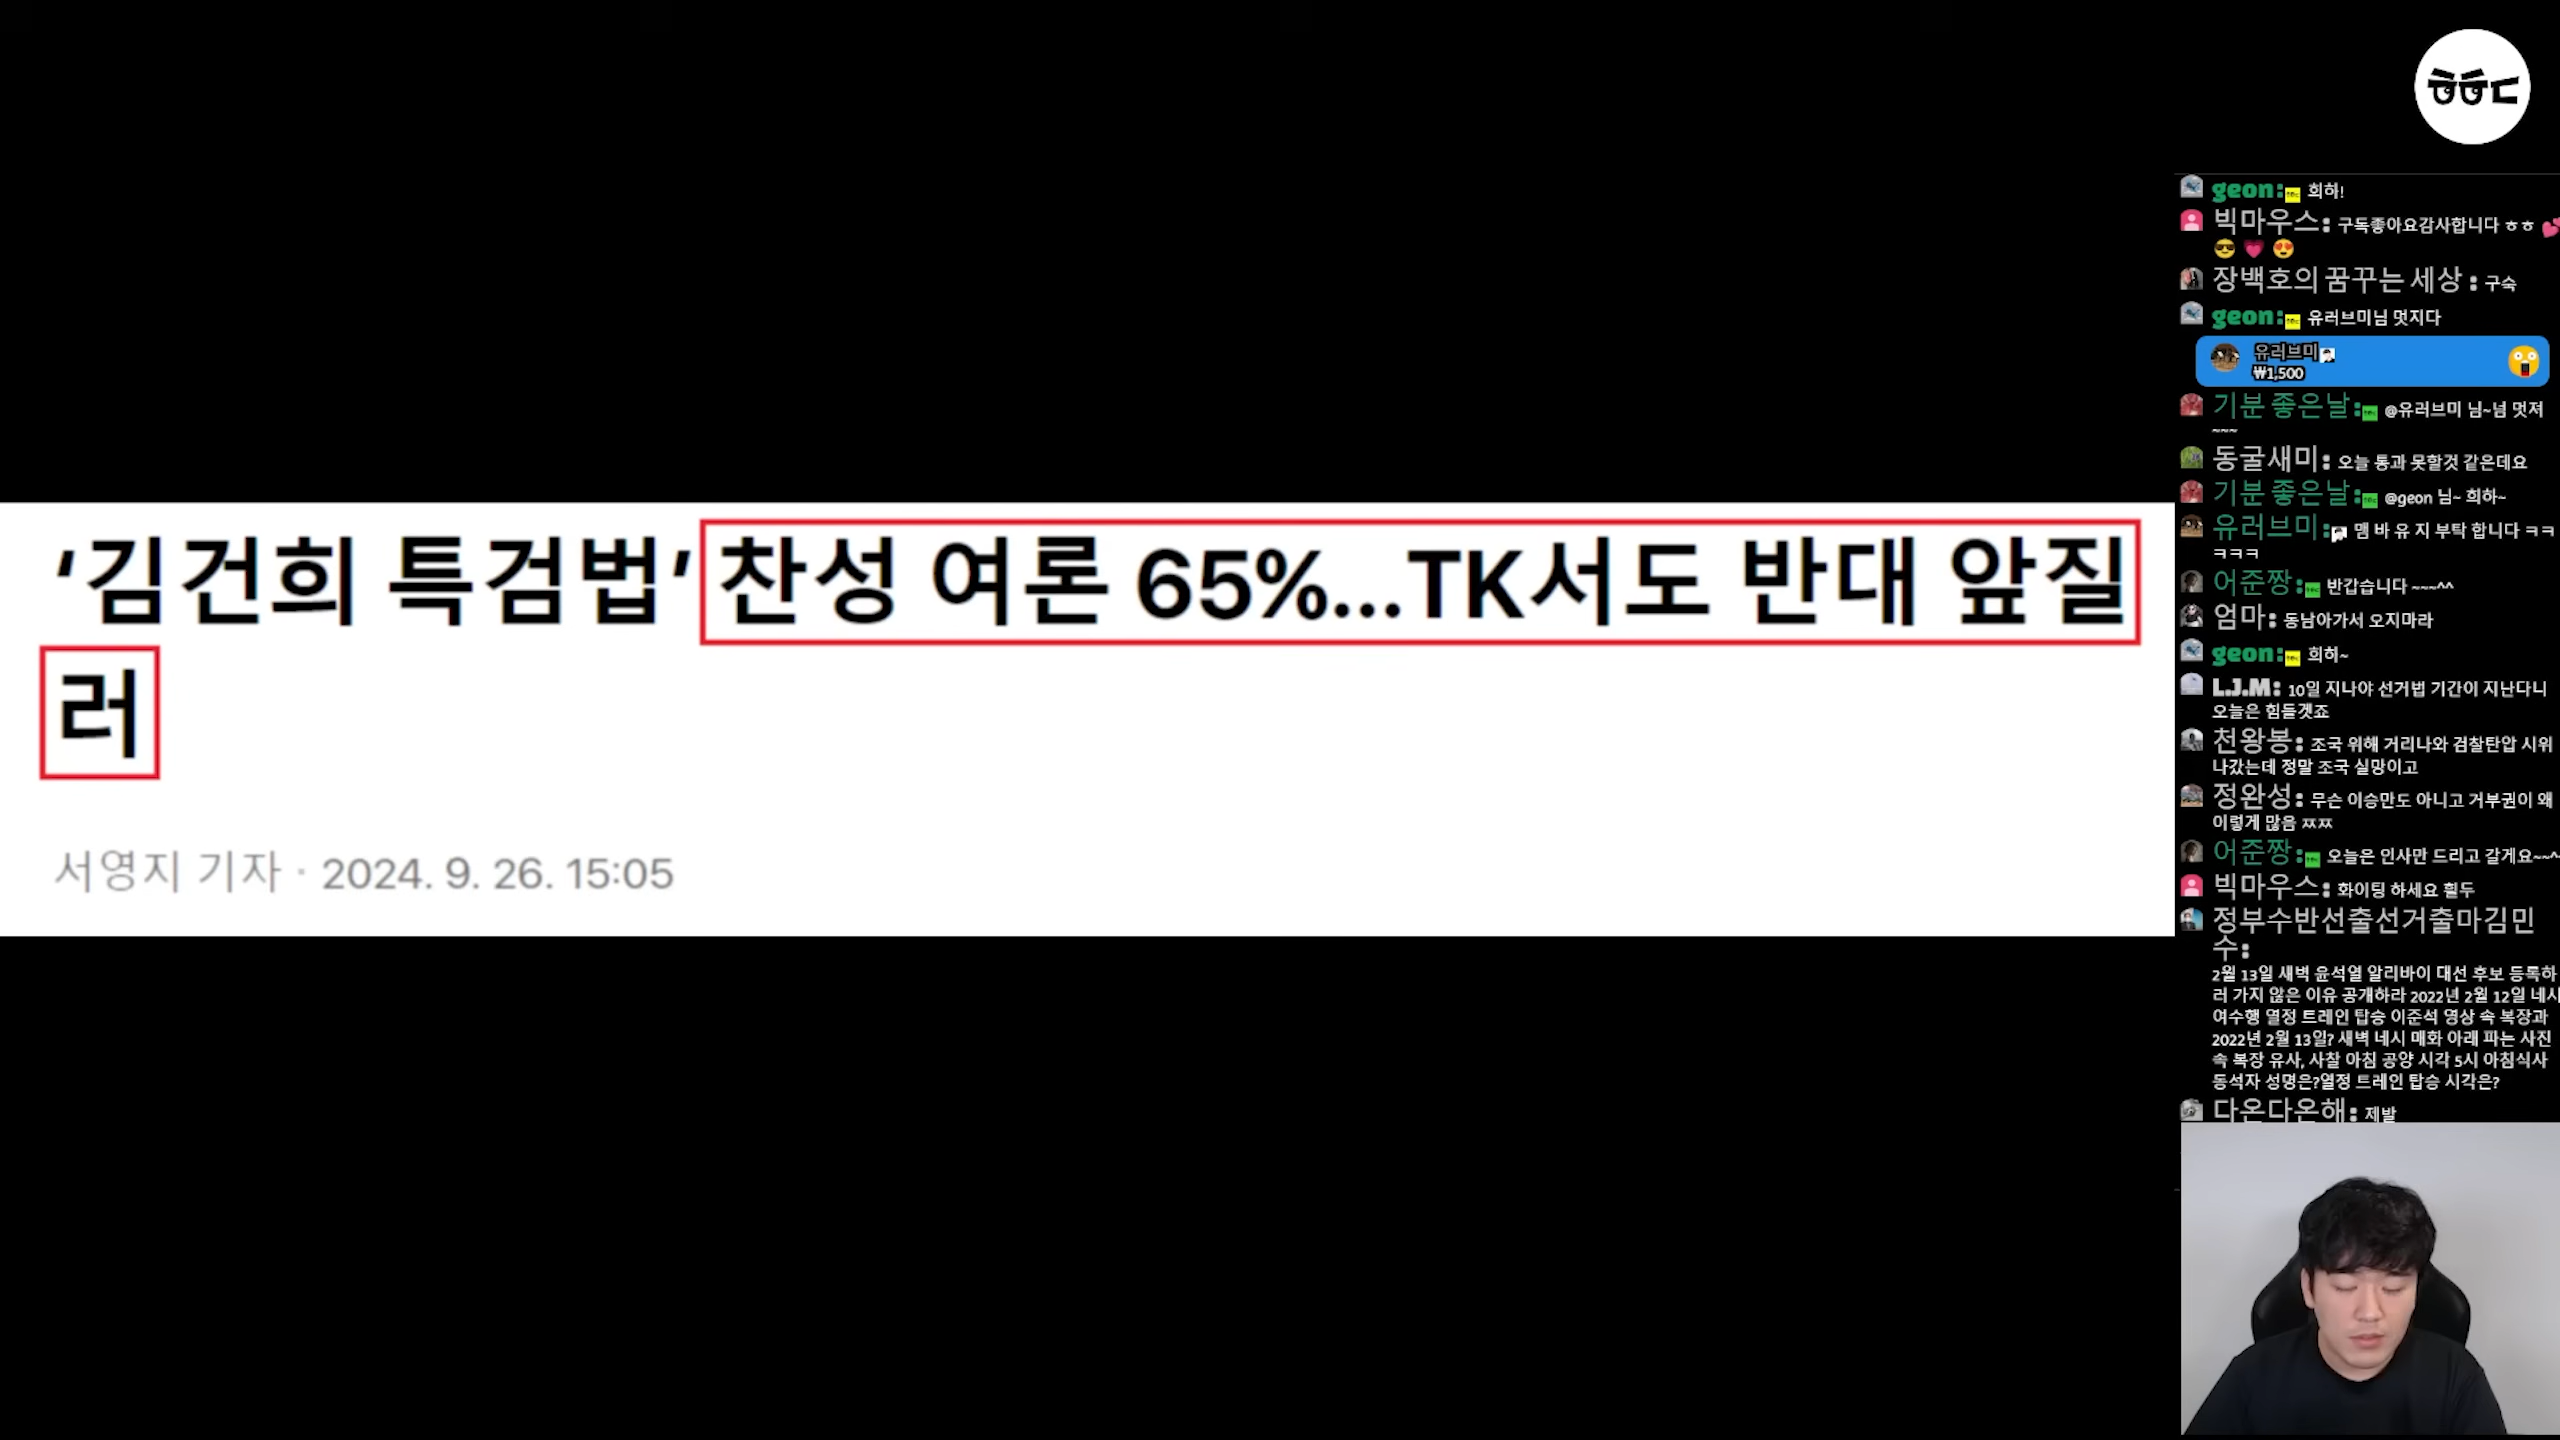 ㅎㅎㄷ
‘김건희 특검법’ 찬성 여론 65%...TK서도 반대 앞질
러
서영지 기자 · 2024. 9. 26. 15:05
geon: 희하!
빅마우스: 구독좋아요감사합니다 ㅎㅎ 💕
😎 💗 😍
장백호의 꿈꾸는 세상 : 구숙
geon: 유러브미님 멋지다
유러브미
₩1,500
기분 좋은날: @유러브미 님~넘 멋져
~~~
동굴새미: 오늘 통과 못할것 같은데요
기분 좋은날: @geon 님~ 희하~
유러브미: 맴 바 유 지 부탁 합니다 ㅋㅋ
ㅋㅋㅋ
어준짱: 반갑습니다 ~~~^^
엄마: 동남아가서 오지마라
geon: 희하~
L.J.M: 10일 지나야 선거법 기간이 지난다니
오늘은 힘들겟죠
천왕봉: 조국 위해 거리나와 검찰탄압 시위
나갔는데 정말 조국 실망이고
정완성: 무슨 이승만도 아니고 거부권이 왜
이렇게 많음 ㅉㅉ
어준짱: 오늘은 인사만 드리고 갈게요~~^
빅마우스: 화이팅 하세요 휠두
정부수반선출선거출마김민
수:
2월 13일 새벽 윤석열 알리바이 대선 후보 등록하
러 가지 않은 이유 공개하라 2022년 2월 12일 네시
여수행 열정 트레인 탑승 이준석 영상 속 복장과
2022년 2월 13일? 새벽 네시 매화 아래 파는 사진
속 복장 유사, 사찰 아침 공양 시각 5시 아침식사
동석자 성명은?열정 트레인 탑승 시각은?
다온다온해: 제발